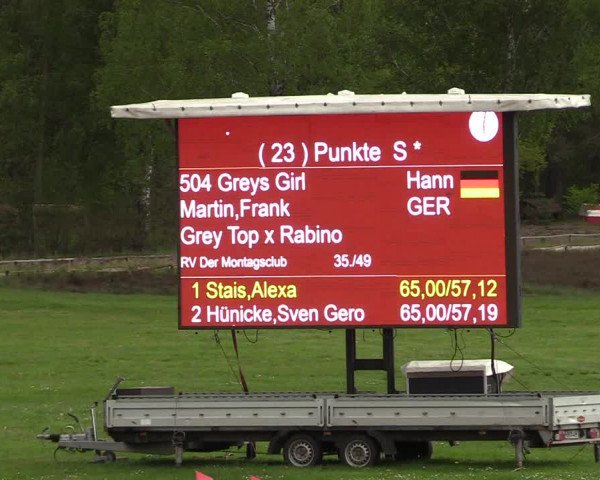 ( 23 ) Punkte S *
504 Greys Girl Hann
Martin,Frank GER
Grey Top x Rabino
RV Der Montagsclub 35./49
1 Stais,Alexa 65,00/57,12
2 Hünicke,Sven Gero 65,00/57,19